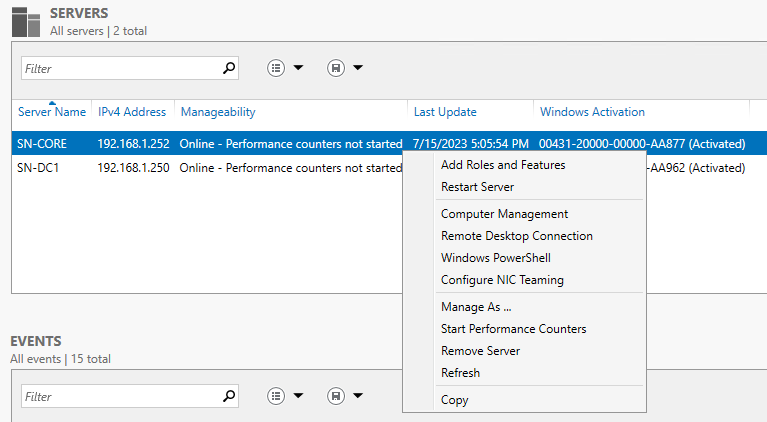 SERVERS
All servers | 2 total
Filter
Server Name IPv4 Address Manageability Last Update Windows Activation
SN-CORE 192.168.1.252 Online - Performance counters not started 7/15/2023 5:05:54 PM 00431-20000-00000-AA877 (Activated)
SN-DC1 192.168.1.250 Online - Performance counters not started -AA962 (Activated)
Add Roles and Features
Restart Server
Computer Management
Remote Desktop Connection
Windows PowerShell
Configure NIC Teaming
Manage As ...
Start Performance Counters
Remove Server
Refresh
Copy
EVENTS
All events | 15 total
Filter